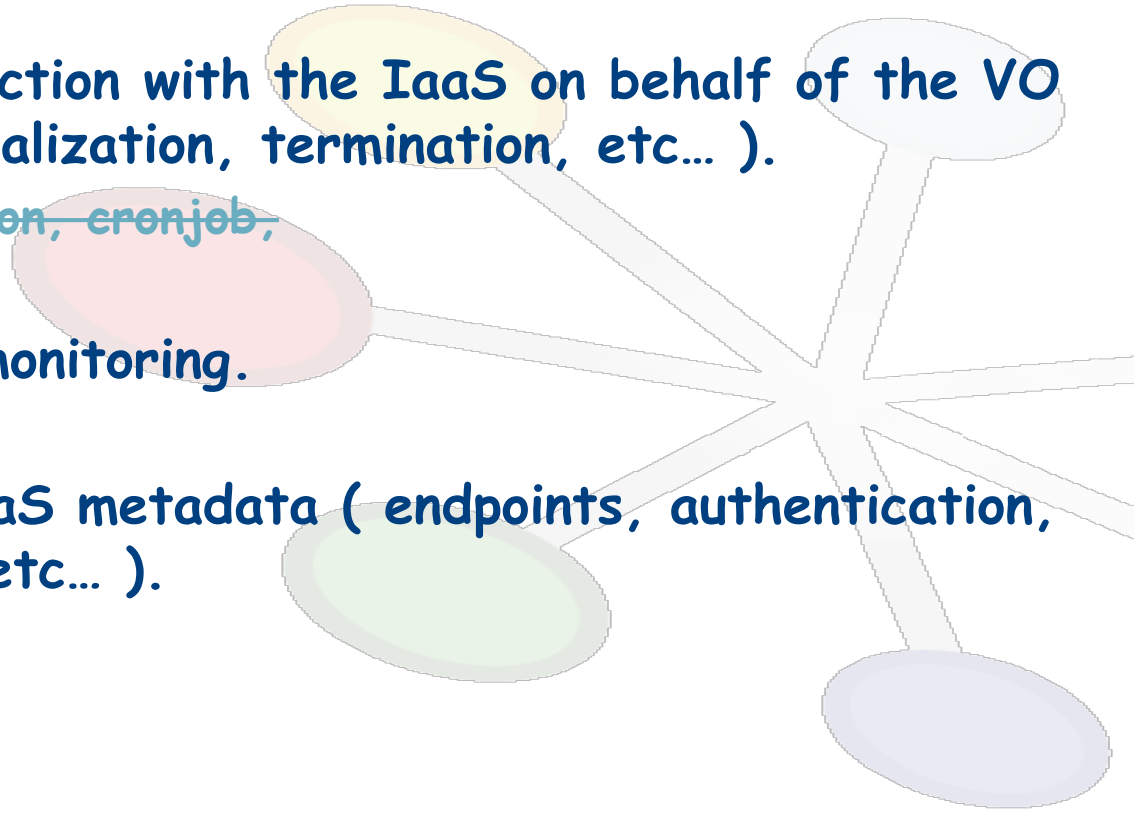 ction with the IaaS on behalf of the VO
alization, termination, etc… ).
on, cronjob,
monitoring.
aS metadata ( endpoints, authentication,
etc… ).